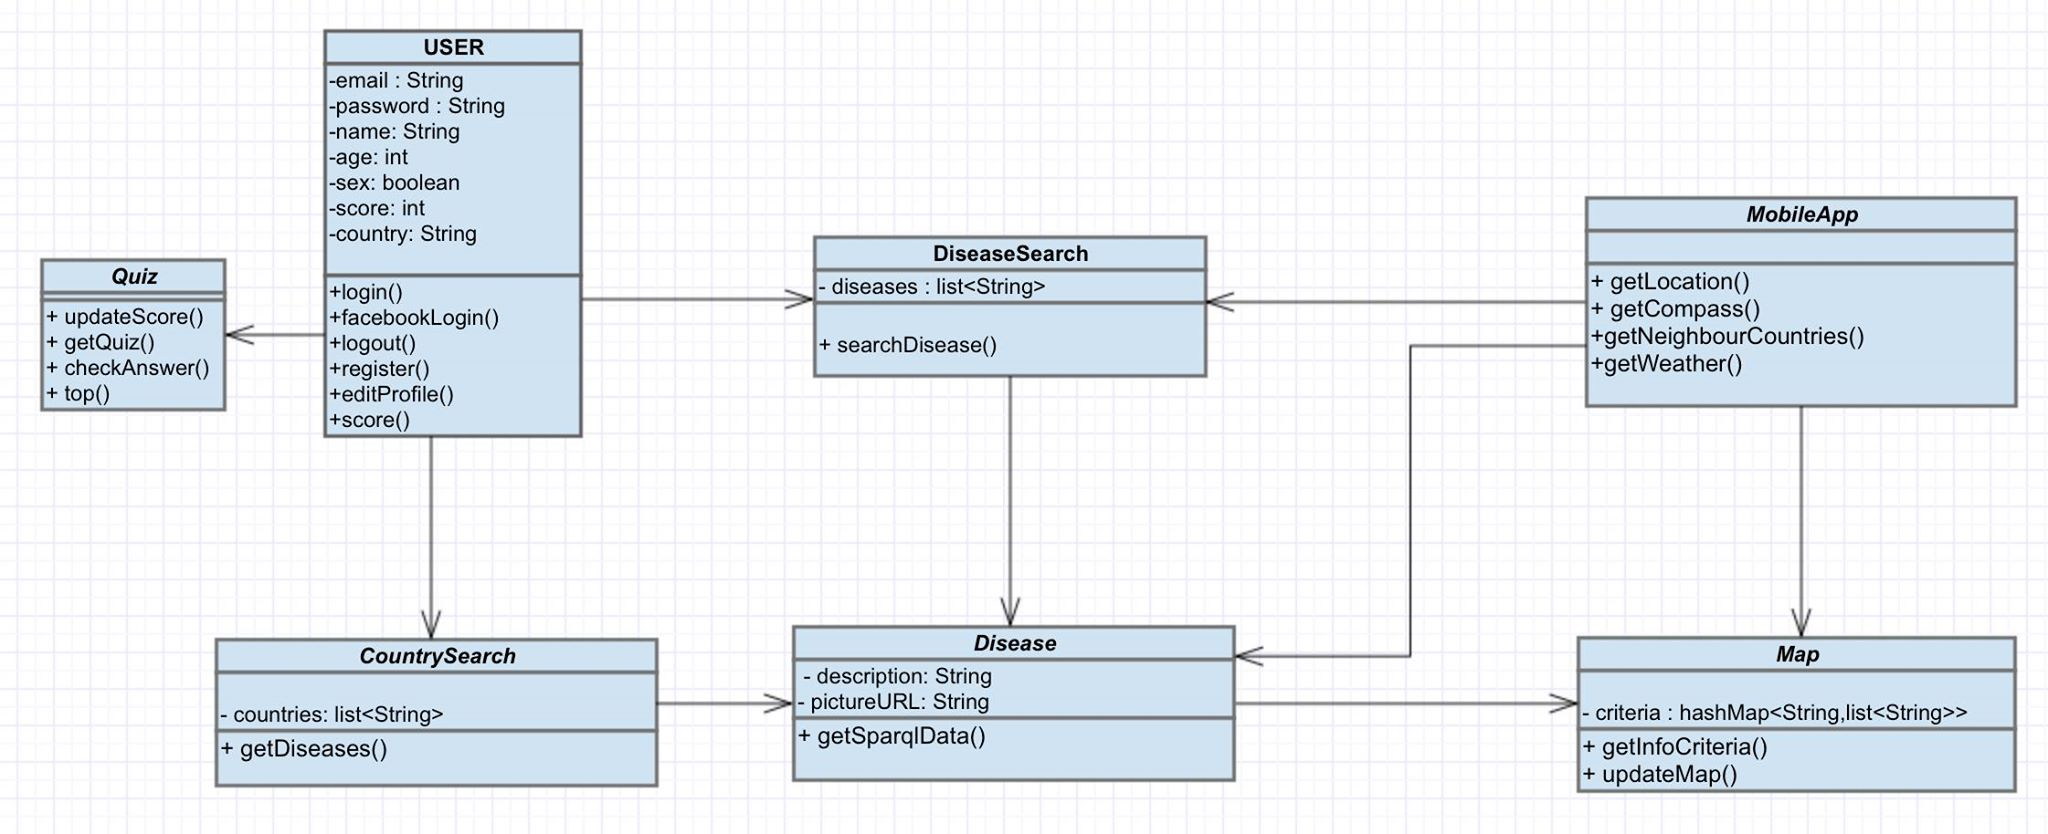 USER
-email : String
-password : String
-name: String
-age: int
-sex: boolean
-score: int
-country: String
+login()
+facebookLogin()
+logout()
+register()
+editProfile()
+score()
Quiz
+ updateScore()
+ getQuiz()
+ checkAnswer()
+ top()
DiseaseSearch
- diseases : list<String>
+ searchDisease()
MobileApp
+ getLocation()
+ getCompass()
+getNeighbourCountries()
+getWeather()
CountrySearch
- countries: list<String>
+ getDiseases()
Disease
- description: String
- pictureURL: String
+ getSparqlData()
Map
- criteria : hashMap<String,list<String>>
+ getInfoCriteria()
+ updateMap()